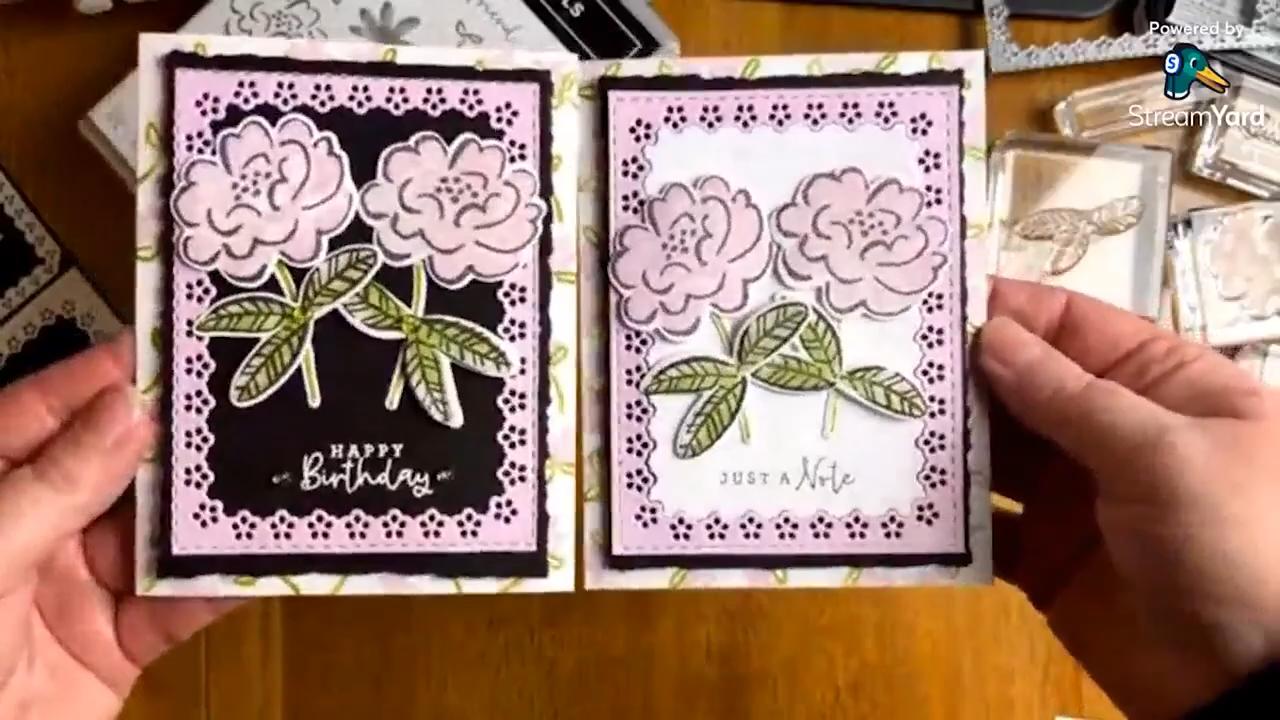 Powered by
S
StreamYard
HAPPY
Birthday
JUST A Note